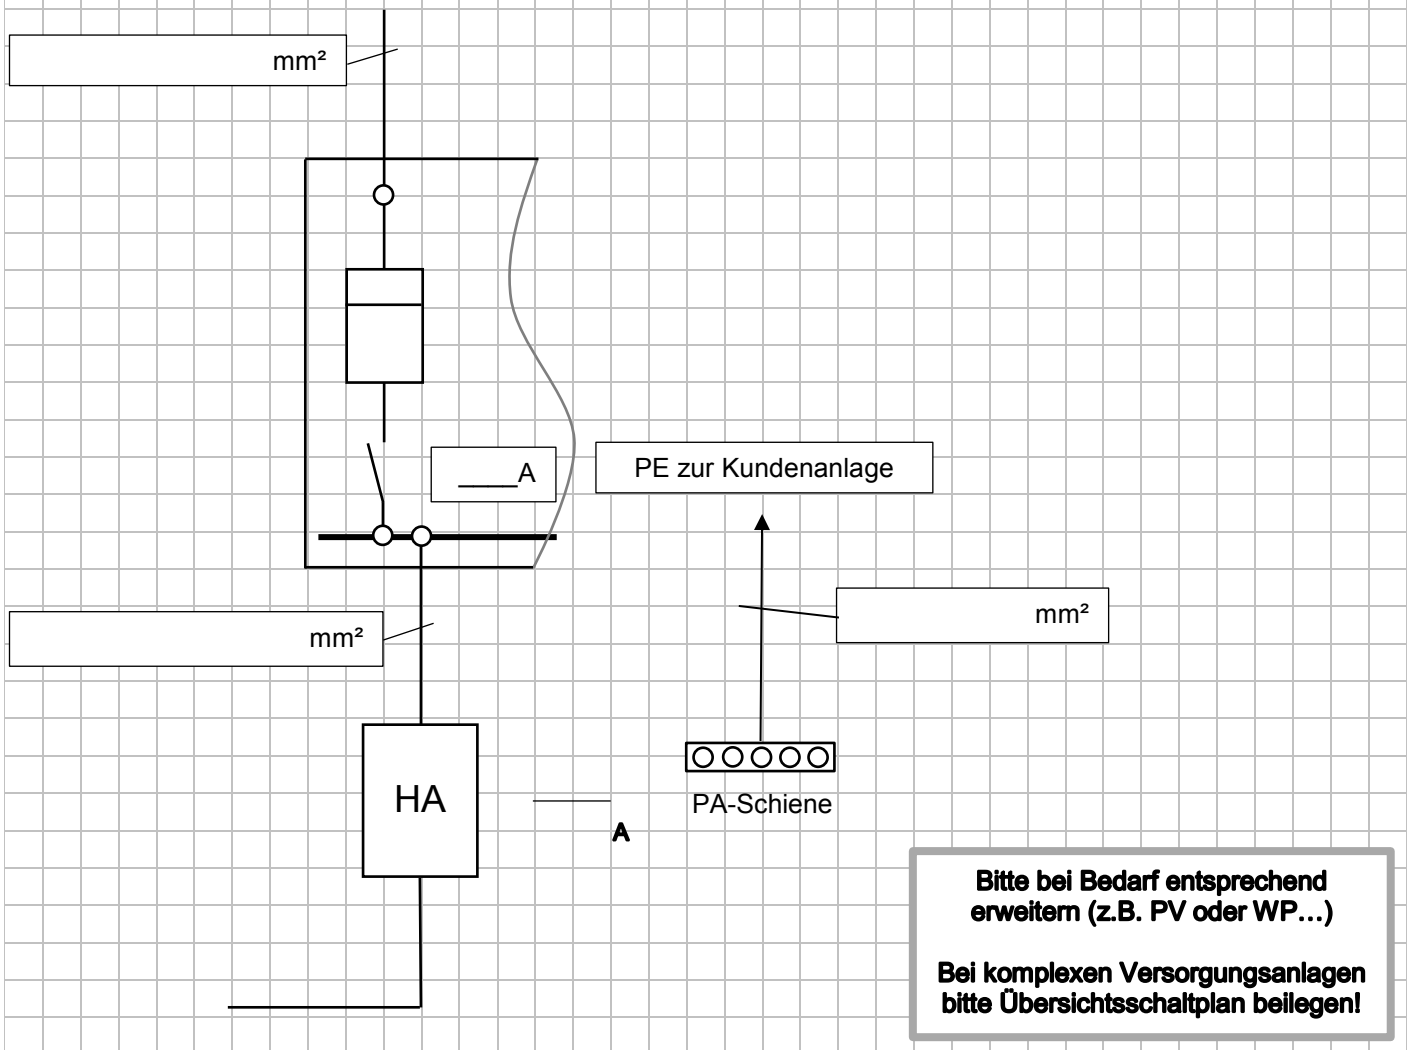 mm²
_____A
PE zur Kundenanlage
mm²
mm²
HA
A
PA-Schiene
Bitte bei Bedarf entsprechend
erweitern (z.B. PV oder WP...)
Bei komplexen Versorgungsanlagen
bitte Übersichtsschaltplan beilegen!